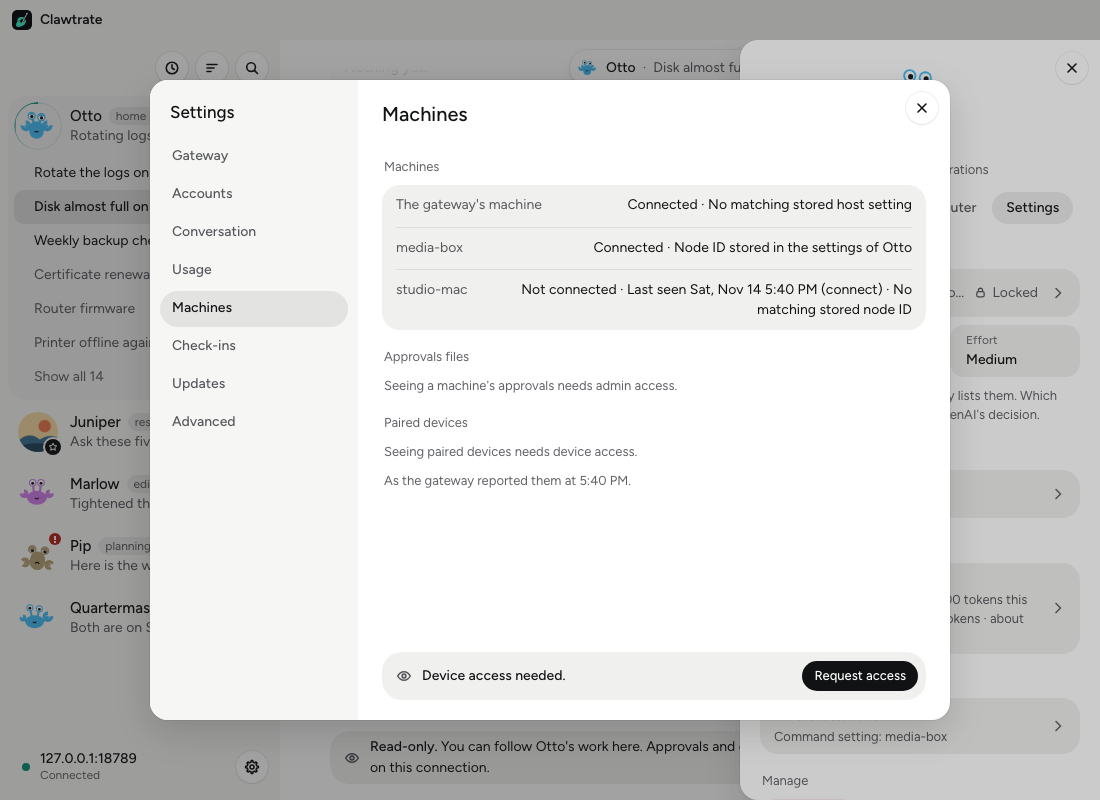 Clawtrate
Otto · Disk almost fu
Otto home
Rotating logs
Rotate the logs on
Disk almost full on
Weekly backup che
Certificate renewa
Router firmware
Printer offline again
Show all 14
Juniper res
Ask these five
Marlow edi
Tightened th
Pip planning
Here is the w
Quartermas
Both are on S
127.0.0.1:18789
Connected
Settings
Gateway
Accounts
Conversation
Usage
Machines
Check-ins
Updates
Advanced
Machines
Machines
The gateway's machine Connected · No matching stored host setting
media-box Connected · Node ID stored in the settings of Otto
studio-mac Not connected · Last seen Sat, Nov 14 5:40 PM (connect) · No
matching stored node ID
Approvals files
Seeing a machine's approvals needs admin access.
Paired devices
Seeing paired devices needs device access.
As the gateway reported them at 5:40 PM.
Device access needed. Request access
Read-only. You can follow Otto's work here. Approvals and
on this connection.
rations
uter Settings
o... Locked
Effort
Medium
y lists them. Which
enAI's decision.
00 tokens this
okens · about
Command setting: media-box
Manage